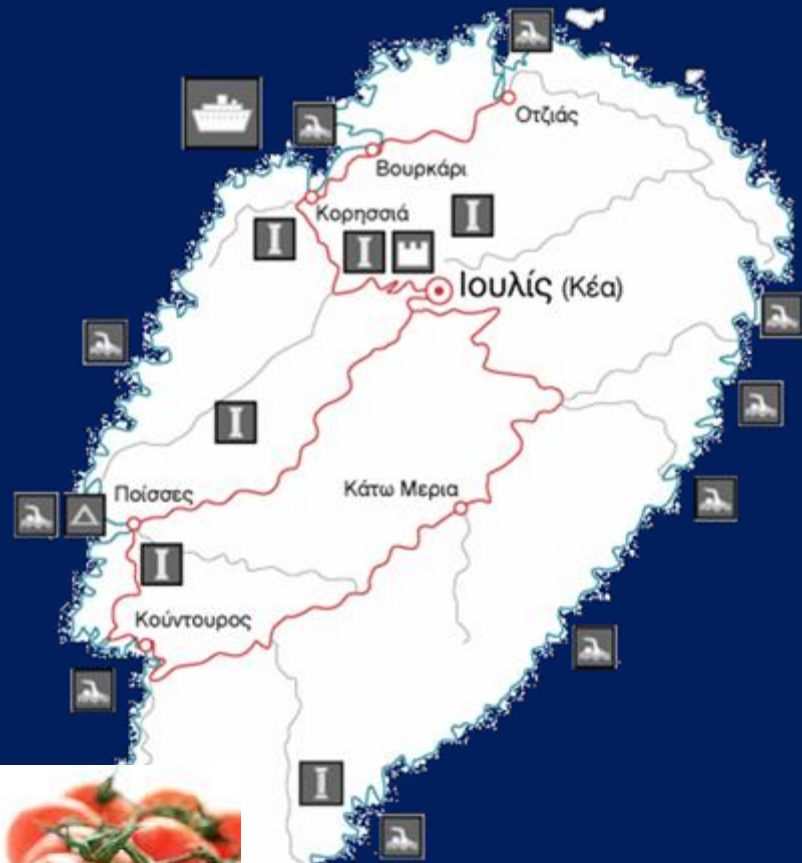 Οτζιάς
Βουρκάρι
Κορησσιά
Ιουλίς (Κέα)
Ποίσσες
Κάτω Μερια
Κούντουρος